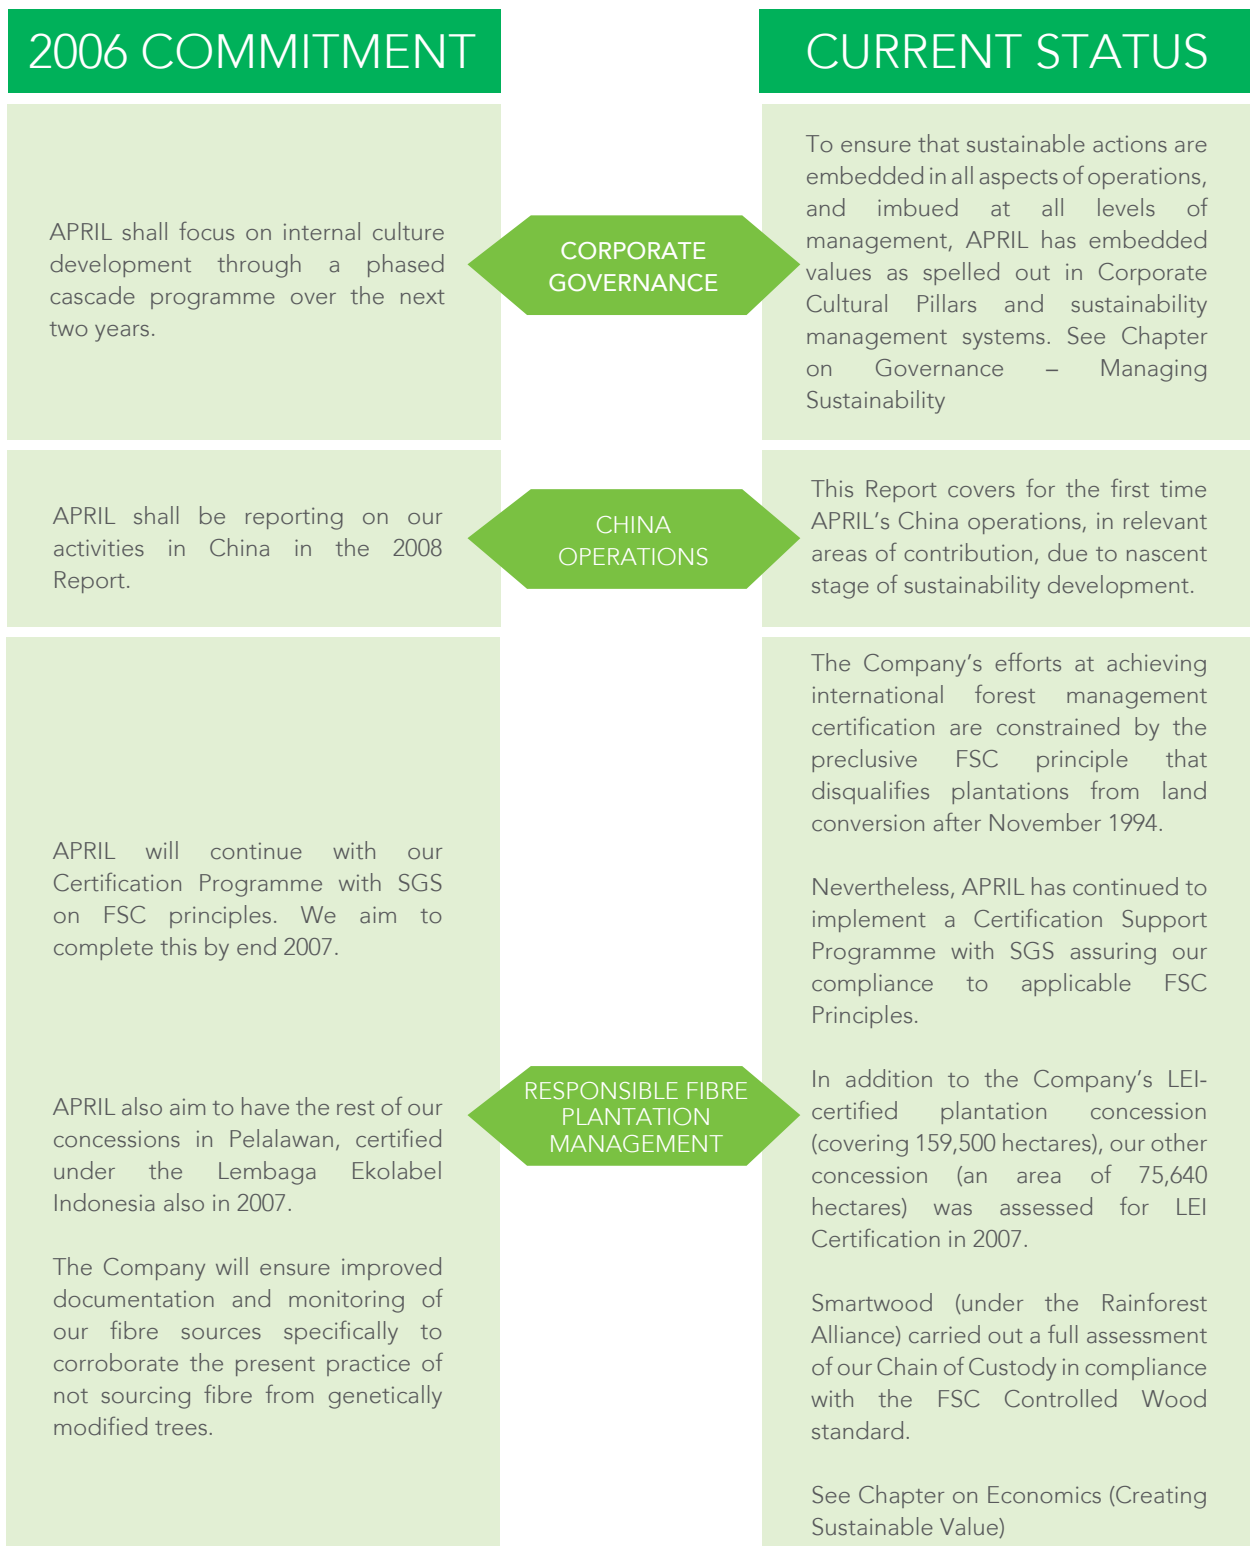 2006 COMMITMENT
CURRENT STATUS
APRIL shall focus on internal culture
development through a phased
cascade programme over the next
two years.
CORPORATE
GOVERNANCE
To ensure that sustainable actions are
embedded in all aspects of operations,
and imbued at all levels of
management, APRIL has embedded
values as spelled out in Corporate
Cultural Pillars and sustainability
management systems. See Chapter
on Governance – Managing
Sustainability
APRIL shall be reporting on our
activities in China in the 2008
Report.
CHINA
OPERATIONS
This Report covers for the first time
APRIL's China operations, in relevant
areas of contribution, due to nascent
stage of sustainability development.
APRIL will continue with our
Certification Programme with SGS
on FSC principles. We aim to
complete this by end 2007.
APRIL also aim to have the rest of our
concessions in Pelalawan, certified
under the Lembaga Ekolabel
Indonesia also in 2007.
The Company will ensure improved
documentation and monitoring of
our fibre sources specifically to
corroborate the present practice of
not sourcing fibre from genetically
modified trees.
RESPONSIBLE FIBRE
PLANTATION
MANAGEMENT
The Company's efforts at achieving
international forest management
certification are constrained by the
preclusive FSC principle that
disqualifies plantations from land
conversion after November 1994.
Nevertheless, APRIL has continued to
implement a Certification Support
Programme with SGS assuring our
compliance to applicable FSC
Principles.
In addition to the Company's LEI-
certified plantation concession
(covering 159,500 hectares), our other
concession (an area of 75,640
hectares) was assessed for LEI
Certification in 2007.
Smartwood (under the Rainforest
Alliance) carried out a full assessment
of our Chain of Custody in compliance
with the FSC Controlled Wood
standard.
See Chapter on Economics (Creating
Sustainable Value)